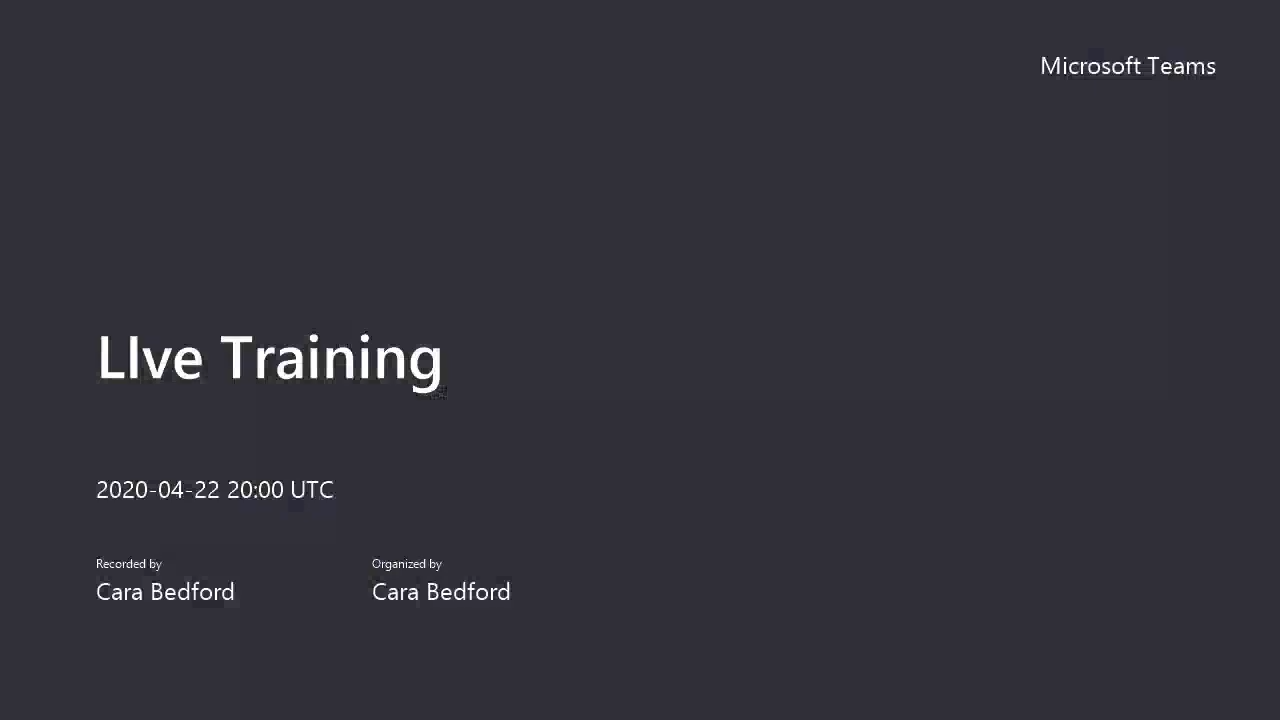 Microsoft Teams
LIve Training
2020-04-22 20:00 UTC
Recorded by
Organized by
Cara Bedford
Cara Bedford